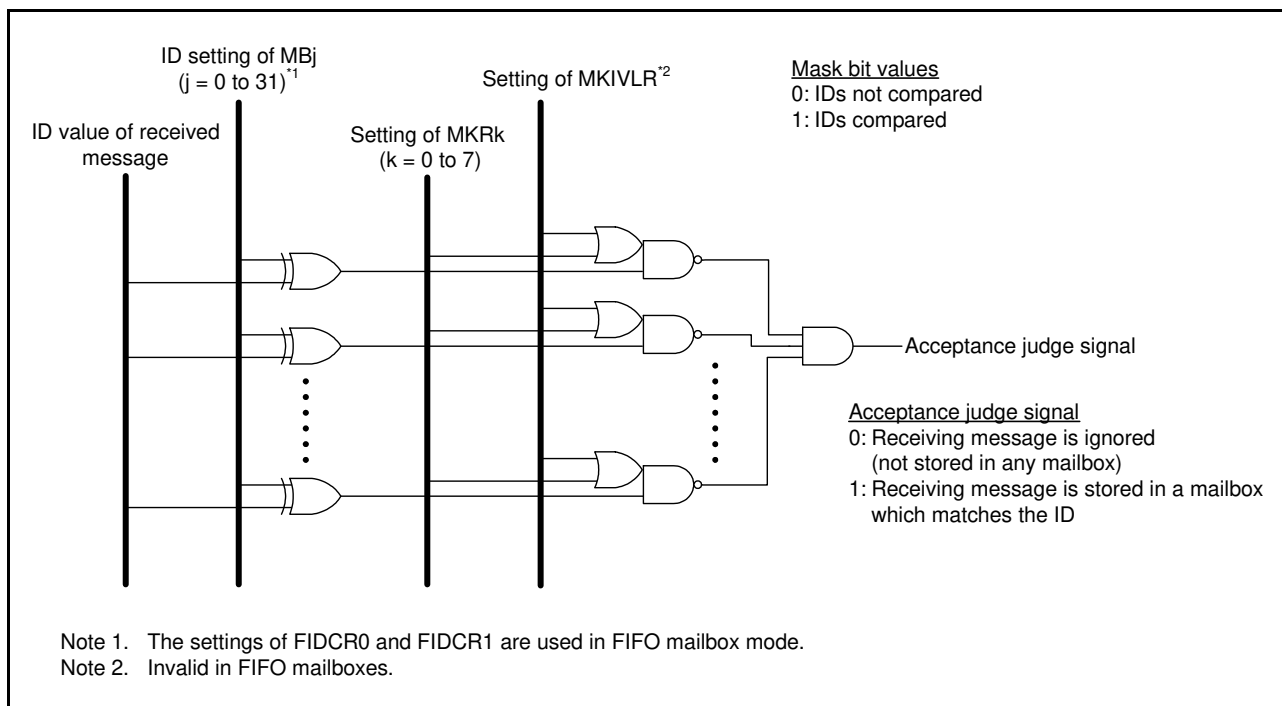 ID setting of MBj
(j = 0 to 31)*1
Setting of MKIVLR*2
Mask bit values
0: IDs not compared
1: IDs compared
ID value of received
message
Setting of MKRk
(k = 0 to 7)
Acceptance judge signal
Acceptance judge signal
0: Receiving message is ignored
(not stored in any mailbox)
1: Receiving message is stored in a mailbox
which matches the ID
Note 1. The settings of FIDCR0 and FIDCR1 are used in FIFO mailbox mode.
Note 2. Invalid in FIFO mailboxes.